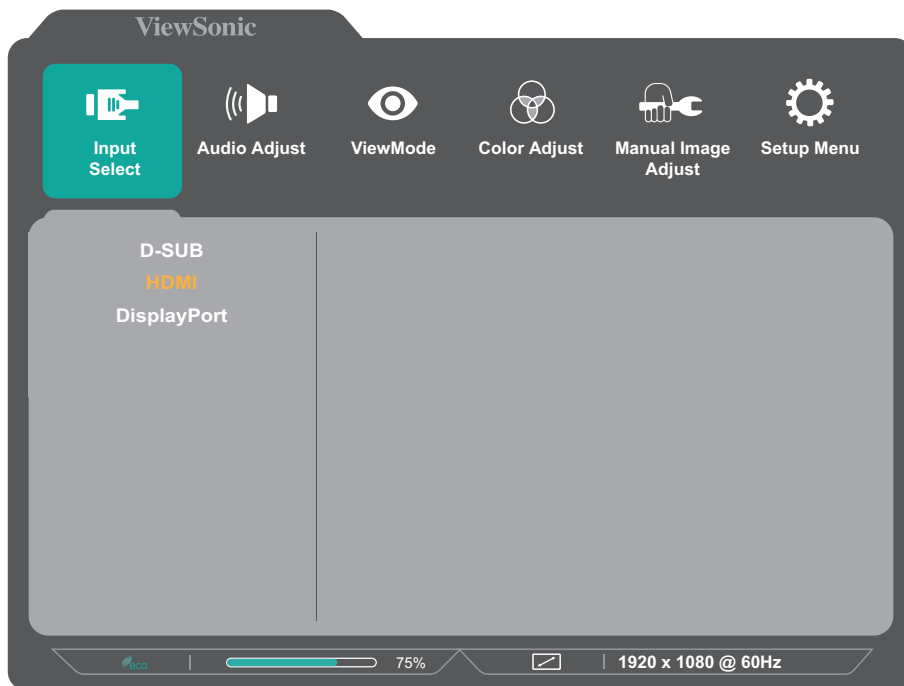 ViewSonic
Input
Select
Audio Adjust
ViewMode
Color Adjust
Manual Image
Adjust
Setup Menu
D-SUB
HDMI
DisplayPort
eco
75%
1920 x 1080 @ 60Hz